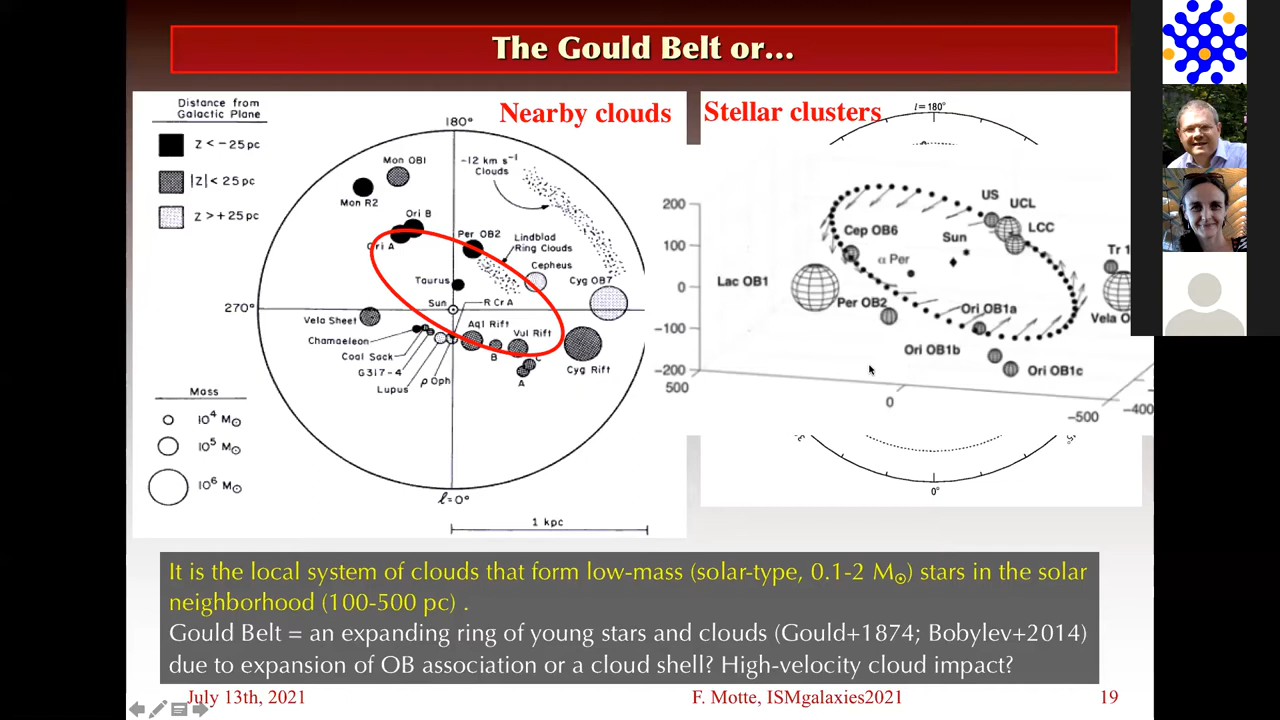 The Gould Belt or...
Distance from
Galactic Plane
Z < -25 pc
|Z| < 25 pc
Z > +25 pc
Nearby clouds
180°
Mon OB1
~12 km s⁻¹
Clouds
Mon R2
Ori B
Ori A
Per OB2
Lindblad
Ring Clouds
Cepheus
Cyg OB7
Taurus
270°
Sun
R Cr A
Vela Sheet
Aql Rift
Vul Rift
Chamaeleon
Coal Sack
B
C
Cyg Rift
G317-4
A
Lupus
ρ Oph
Mass
10⁴ M⊙
10⁵ M⊙
10⁶ M⊙
ℓ=0°
1 kpc
Stellar clusters
l = 180°
200
100
0
-100
-200
500
0
-500
-400
US
UCL
LCC
Cep OB6
Sun
Tr 1
α Per
Lac OB1
Per OB2
Ori OB1a
Vela O
Ori OB1b
Ori OB1c
0°
It is the local system of clouds that form low-mass (solar-type, 0.1-2 M⊙) stars in the solar
neighborhood (100-500 pc) .
Gould Belt = an expanding ring of young stars and clouds (Gould+1874; Bobylev+2014)
due to expansion of OB association or a cloud shell? High-velocity cloud impact?
July 13th, 2021
F. Motte, ISMgalaxies2021
19